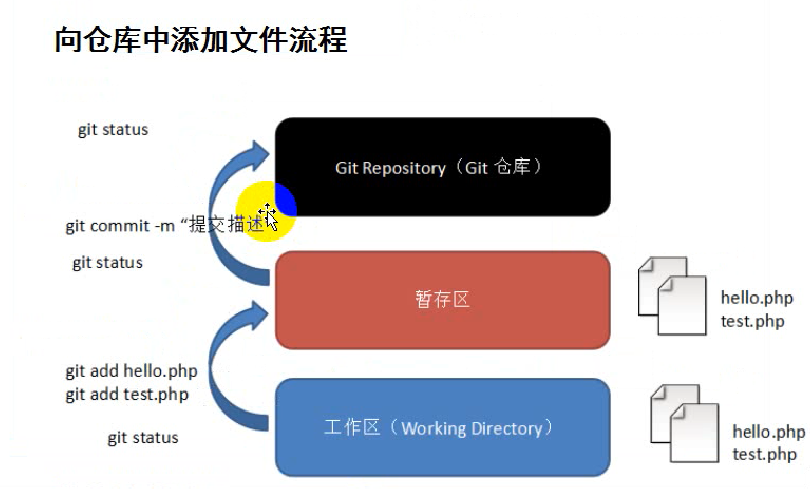 向仓库中添加文件流程
git status
Git Repository（Git 仓库）
git commit -m “提交描述
git status
暂存区
hello.php
test.php
git add hello.php
git add test.php
git status
工作区（Working Directory）
hello.php
test.php